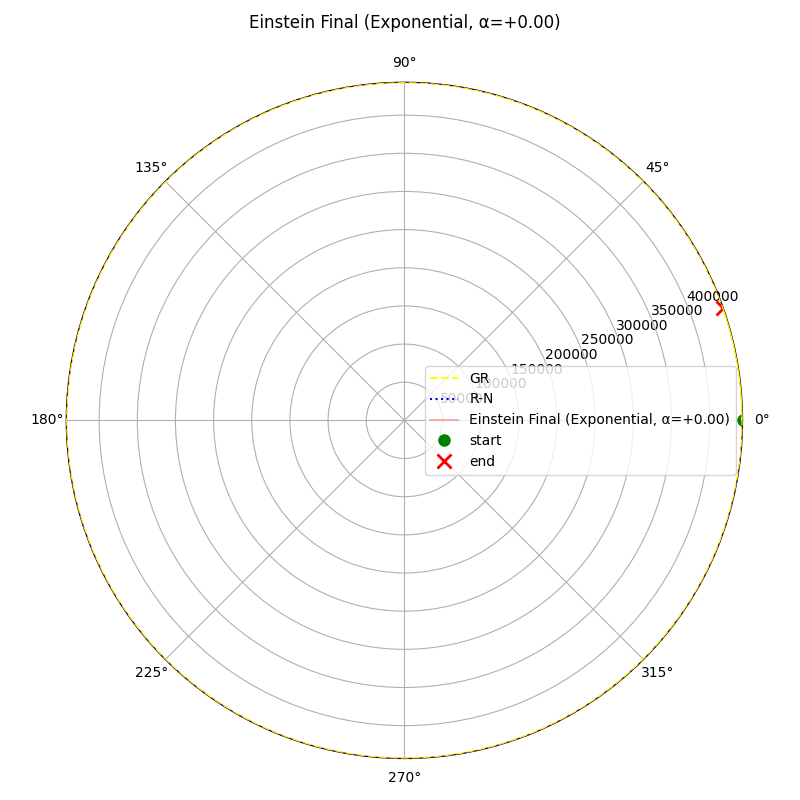 Einstein Final (Exponential, α=+0.00)
90°
135°
45°
400000
350000
300000
250000
200000
150000
100000
50000
GR
R-N
Einstein Final (Exponential, α=+0.00)
start
end
180°
0°
225°
315°
270°